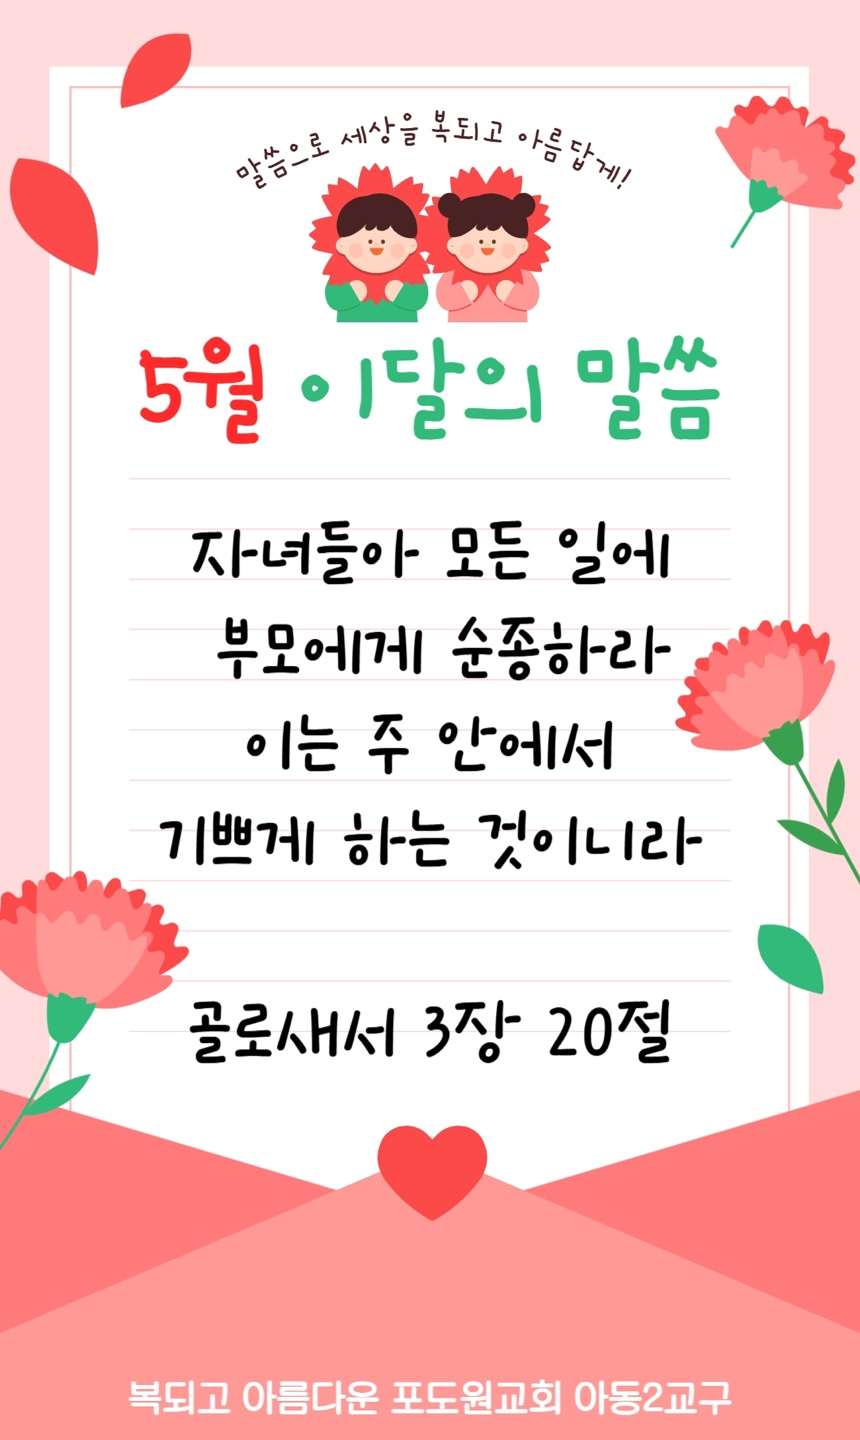 말씀으로 세상을 복되고 아름답게!
5월 이달의 말씀
자녀들아 모든 일에
부모에게 순종하라
이는 주 안에서
기쁘게 하는 것이니라
골로새서 3장 20절
복되고 아름다운 포도원교회 아동2교구